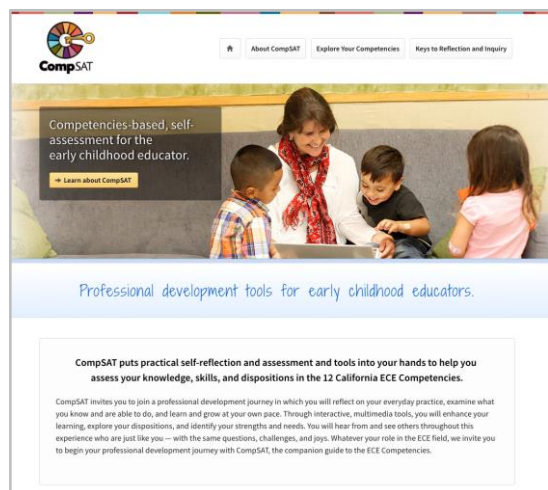 CompSAT
About CompSAT
Explore Your Competencies
Keys to Reflection and Inquiry
Competencies-based, self-
assessment for the
early childhood educator.
→ Learn about CompSAT
Professional development tools for early childhood educators.
CompSAT puts practical self-reflection and assessment and tools into your hands to help you
assess your knowledge, skills, and dispositions in the 12 California ECE Competencies.
CompSAT invites you to join a professional development journey in which you will reflect on your everyday practice, examine what
you know and are able to do, and learn and grow at your own pace. Through interactive, multimedia tools, you will enhance your
learning, explore your dispositions, and identify your strengths and needs. You will hear from and see others throughout this
experience who are just like you — with the same questions, challenges, and joys. Whatever your role in the ECE field, we invite you
to begin your professional development journey with CompSAT, the companion guide to the ECE Competencies.